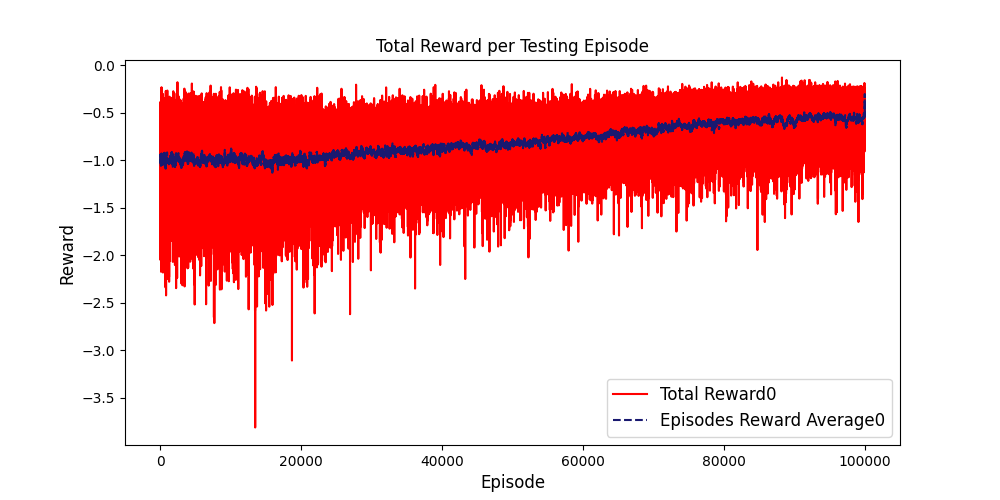 Total Reward per Testing Episode
0.0
−0.5
−1.0
−1.5
−2.0
−2.5
−3.0
−3.5
Reward
Total Reward0
Episodes Reward Average0
0 20000 40000 60000 80000 100000
Episode